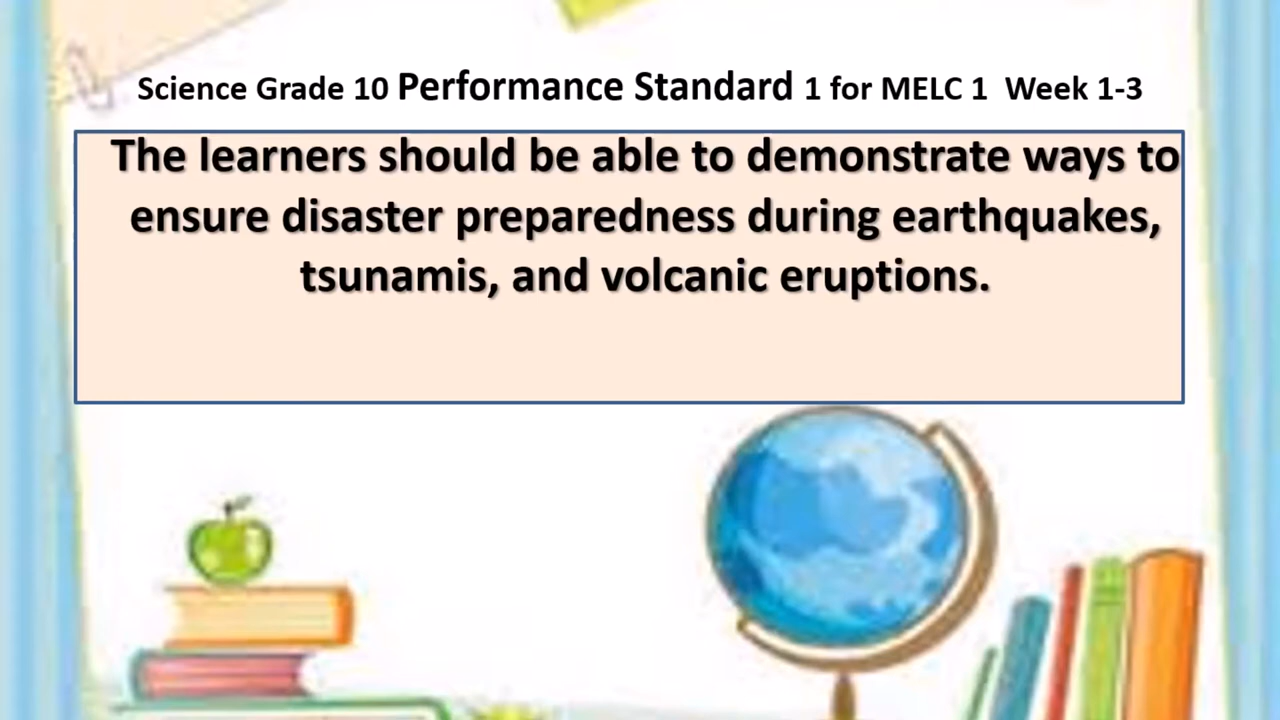 Science Grade 10 Performance Standard 1 for MELC 1 Week 1-3
The learners should be able to demonstrate ways to
ensure disaster preparedness during earthquakes,
tsunamis, and volcanic eruptions.